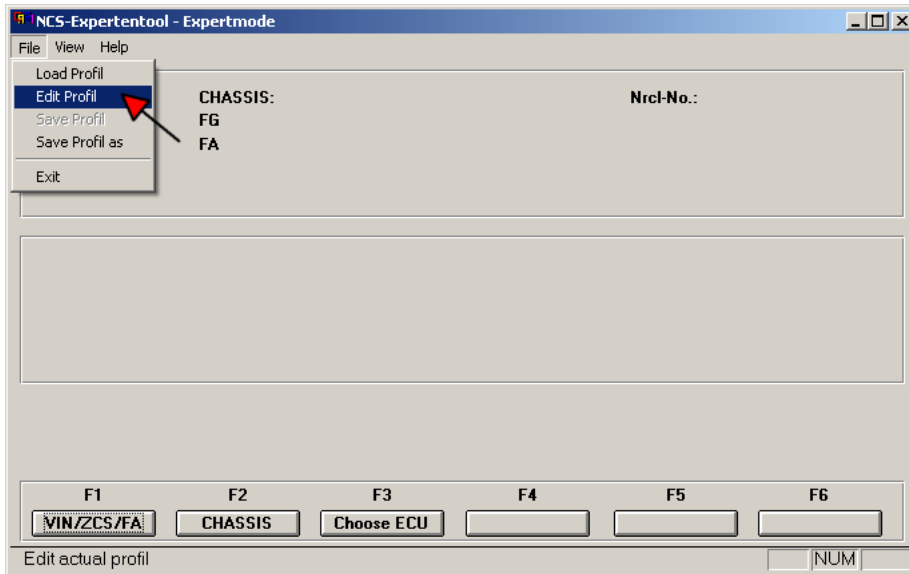 NCS-Expertentool - Expertmode
File View Help
Load Profil
Edit Profil
Save Profil
Save Profil as
Exit
CHASSIS: Nrcl-No.:
FG
FA
F1 F2 F3 F4 F5 F6
VIN/ZCS/FA CHASSIS Choose ECU
Edit actual profil NUM